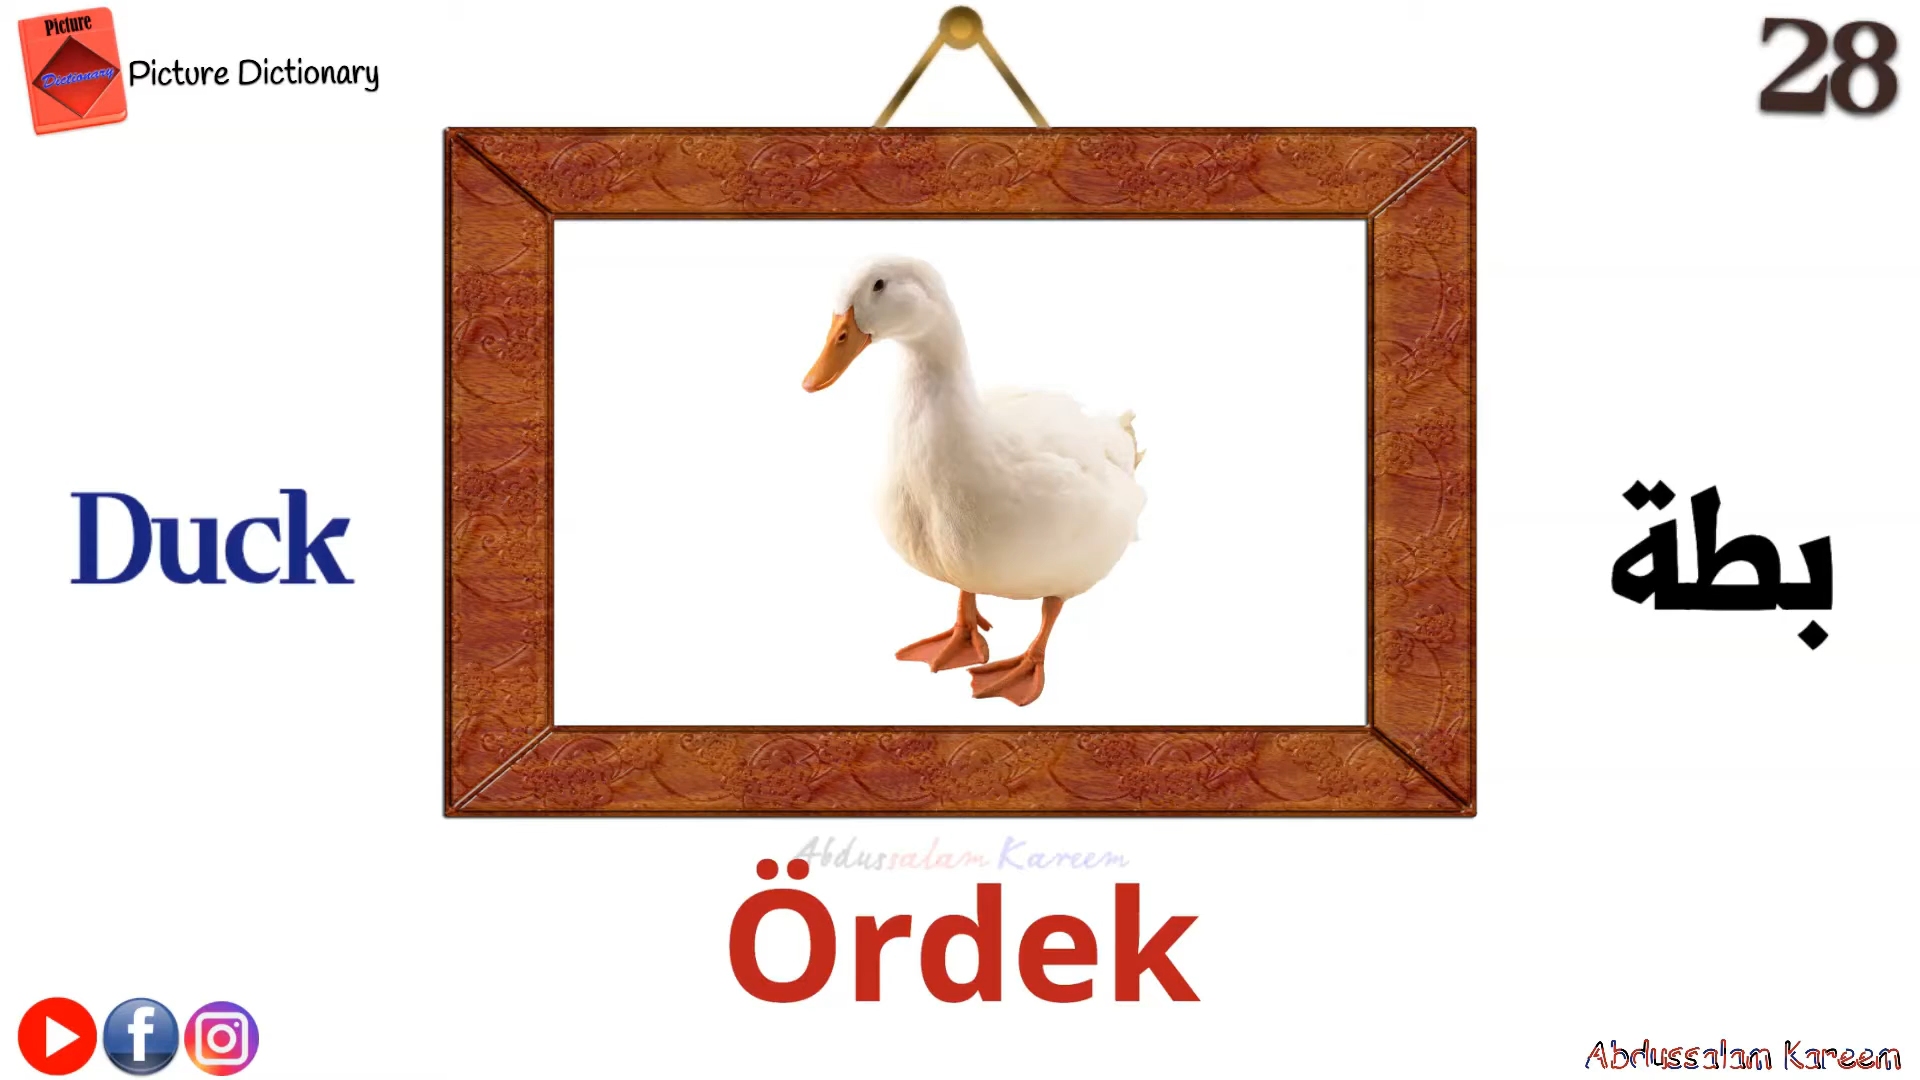 Picture
Dictionary
Picture Dictionary
28
Duck
بطة
Abdussalam Kareem
Ördek
Abdussalam Kareem